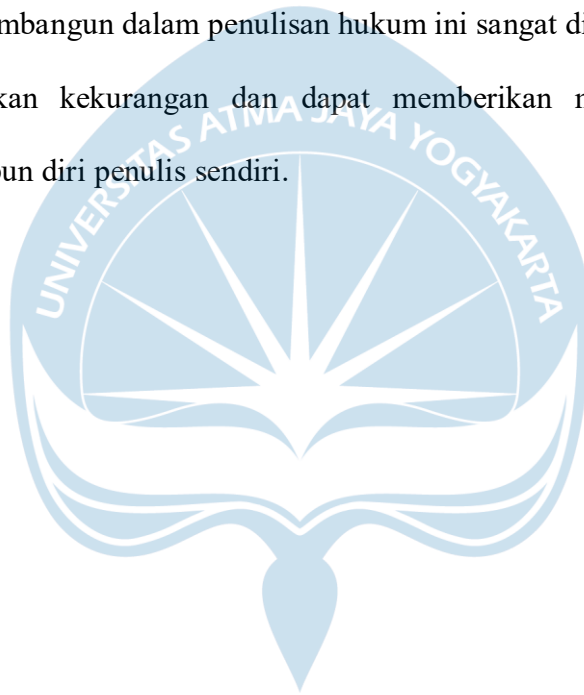 mbangun dalam penulisan hukum ini sangat di
kan kekurangan dan dapat memberikan
un diri penulis sendiri.
UNIVERSITAS ATMA JAYA YOGYAKARTA